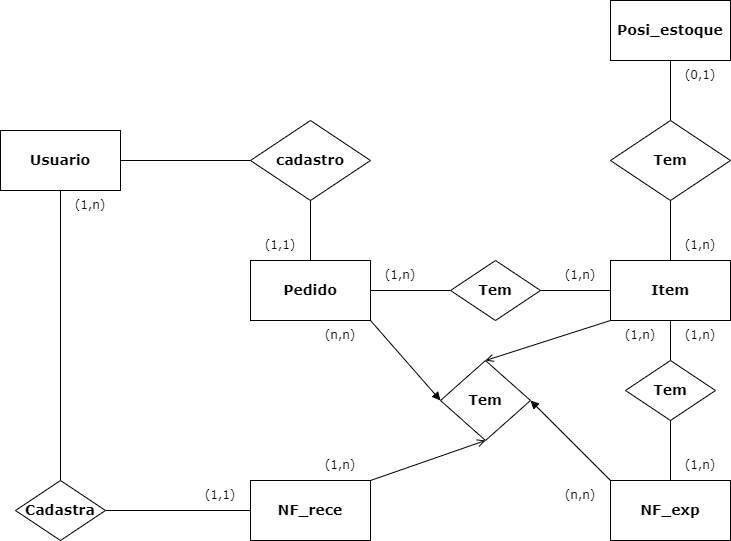 Posi_estoque
(0,1)
Usuario
cadastro
Tem
(1,n)
(1,1)
(1,n)
Pedido
(1,n)
Tem
(1,n)
Item
(n,n)
(1,n)
(1,n)
Tem
Tem
(1,n)
(1,n)
(1,1)
(n,n)
Cadastra
NF_rece
NF_exp